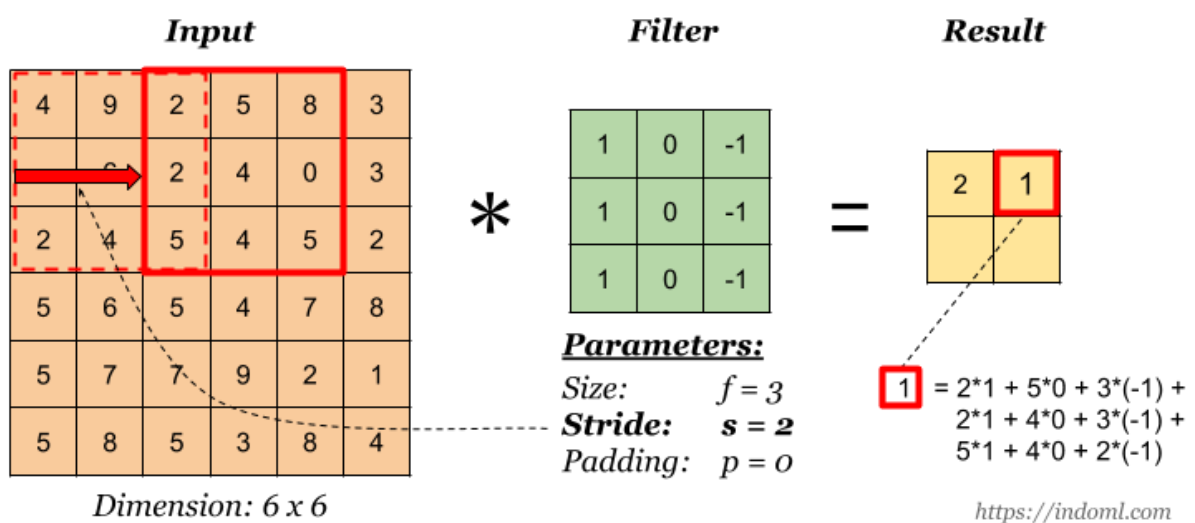 Input Filter Result
4 9 2 5 8 3
2 4 0 3
2 4 5 4 5 2
5 6 5 4 7 8
5 7 7 9 2 1
5 8 5 3 8 4
Dimension: 6 x 6
*
1 0 -1
1 0 -1
1 0 -1
=
2 1
Parameters:
Size: f = 3
Stride: s = 2
Padding: p = 0
1 = 2*1 + 5*0 + 3*(-1) +
2*1 + 4*0 + 3*(-1) +
5*1 + 4*0 + 2*(-1)
https://indoml.com